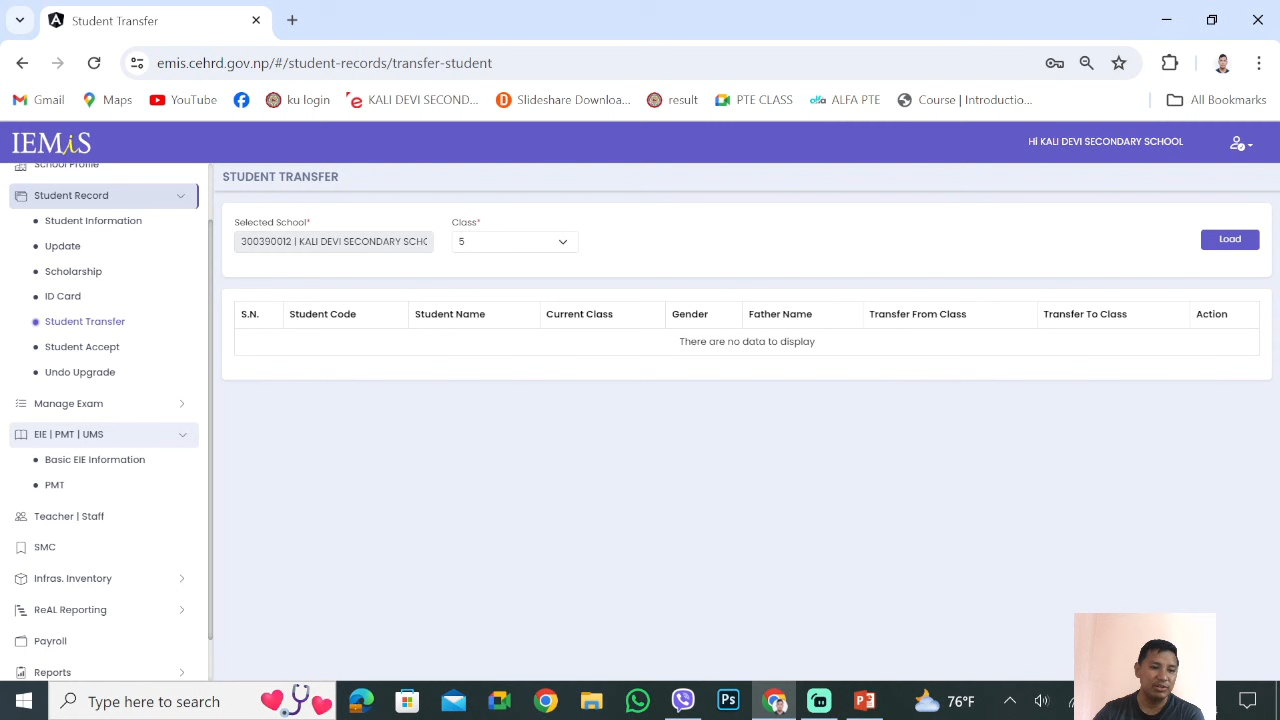 Student Transfer
emis.cehrd.gov.np/#/student-records/transfer-student
Gmail Maps YouTube ku login KALI DEVI SECOND... Slideshare Downloa... result PTE CLASS ALFA PTE Course | Introductio... All Bookmarks
IEMiS Hi KALI DEVI SECONDARY SCHOOL
School Profile
STUDENT TRANSFER
Student Record
Student Information
Update
Scholarship
ID Card
Student Transfer
Student Accept
Undo Upgrade
Manage Exam
EIE | PMT | UMS
Basic EIE Information
PMT
Teacher | Staff
SMC
Infras. Inventory
ReAL Reporting
Payroll
Reports
Selected School* Class*
300390012 | KALI DEVI SECONDARY SCHO 5 Load
S.N. Student Code Student Name Current Class Gender Father Name Transfer From Class Transfer To Class Action
There are no data to display
Type here to search Ps 76°F